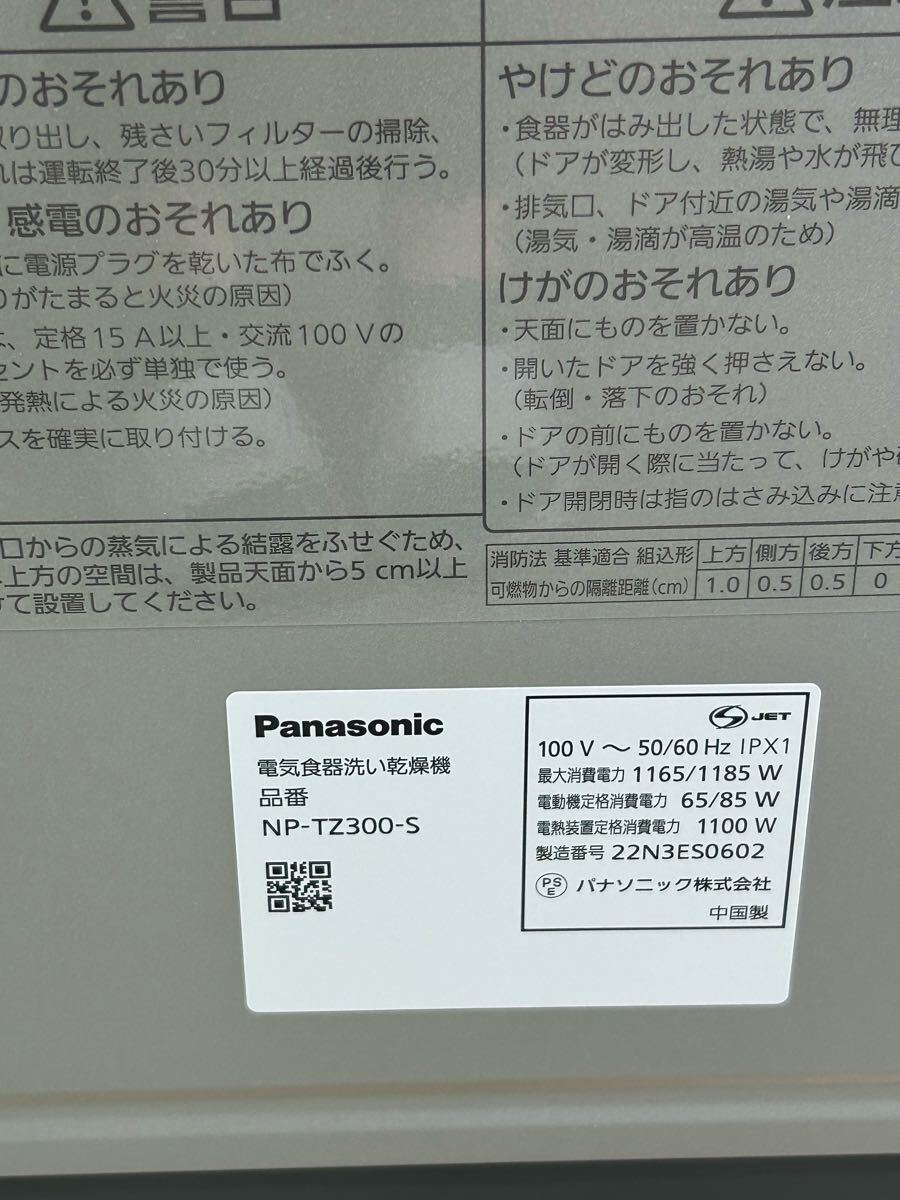 警告
のおそれあり
り出し、残さいフィルターの掃除、
れは運転終了後30分以上経過後行う。
感電のおそれあり
に電源プラグを乾いた布でふく。
がたまると火災の原因）
、定格15 A以上・交流100 Vの
セントを必ず単独で使う。
発熱による火災の原因）
スを確実に取り付ける。
口からの蒸気による結露をふせぐため、
上方の空間は、製品天面から5 cm以上
けて設置してください。
やけどのおそれあり
・食器がはみ出した状態で、無理
（ドアが変形し、熱湯や水が飛び
・排気口、ドア付近の湯気や湯滴
（湯気・湯滴が高温のため）
けがのおそれあり
・天面にものを置かない。
・開いたドアを強く押さえない。
（転倒・落下のおそれ）
・ドアの前にものを置かない。
（ドアが開く際に当たって、けがや
・ドア開閉時は指のはさみ込みに注意
消防法 基準適合 組込形 上方 側方 後方 下方
可燃物からの隔離距離(cm) 1.0 0.5 0.5 0
Panasonic
電気食器洗い乾燥機
品番
NP-TZ300-S
JET
100 V ～ 50/60 Hz IPX1
最大消費電力 1165/1185 W
電動機定格消費電力 65/85 W
電熱装置定格消費電力 1100 W
製造番号 22N3ES0602
PSE パナソニック株式会社
中国製